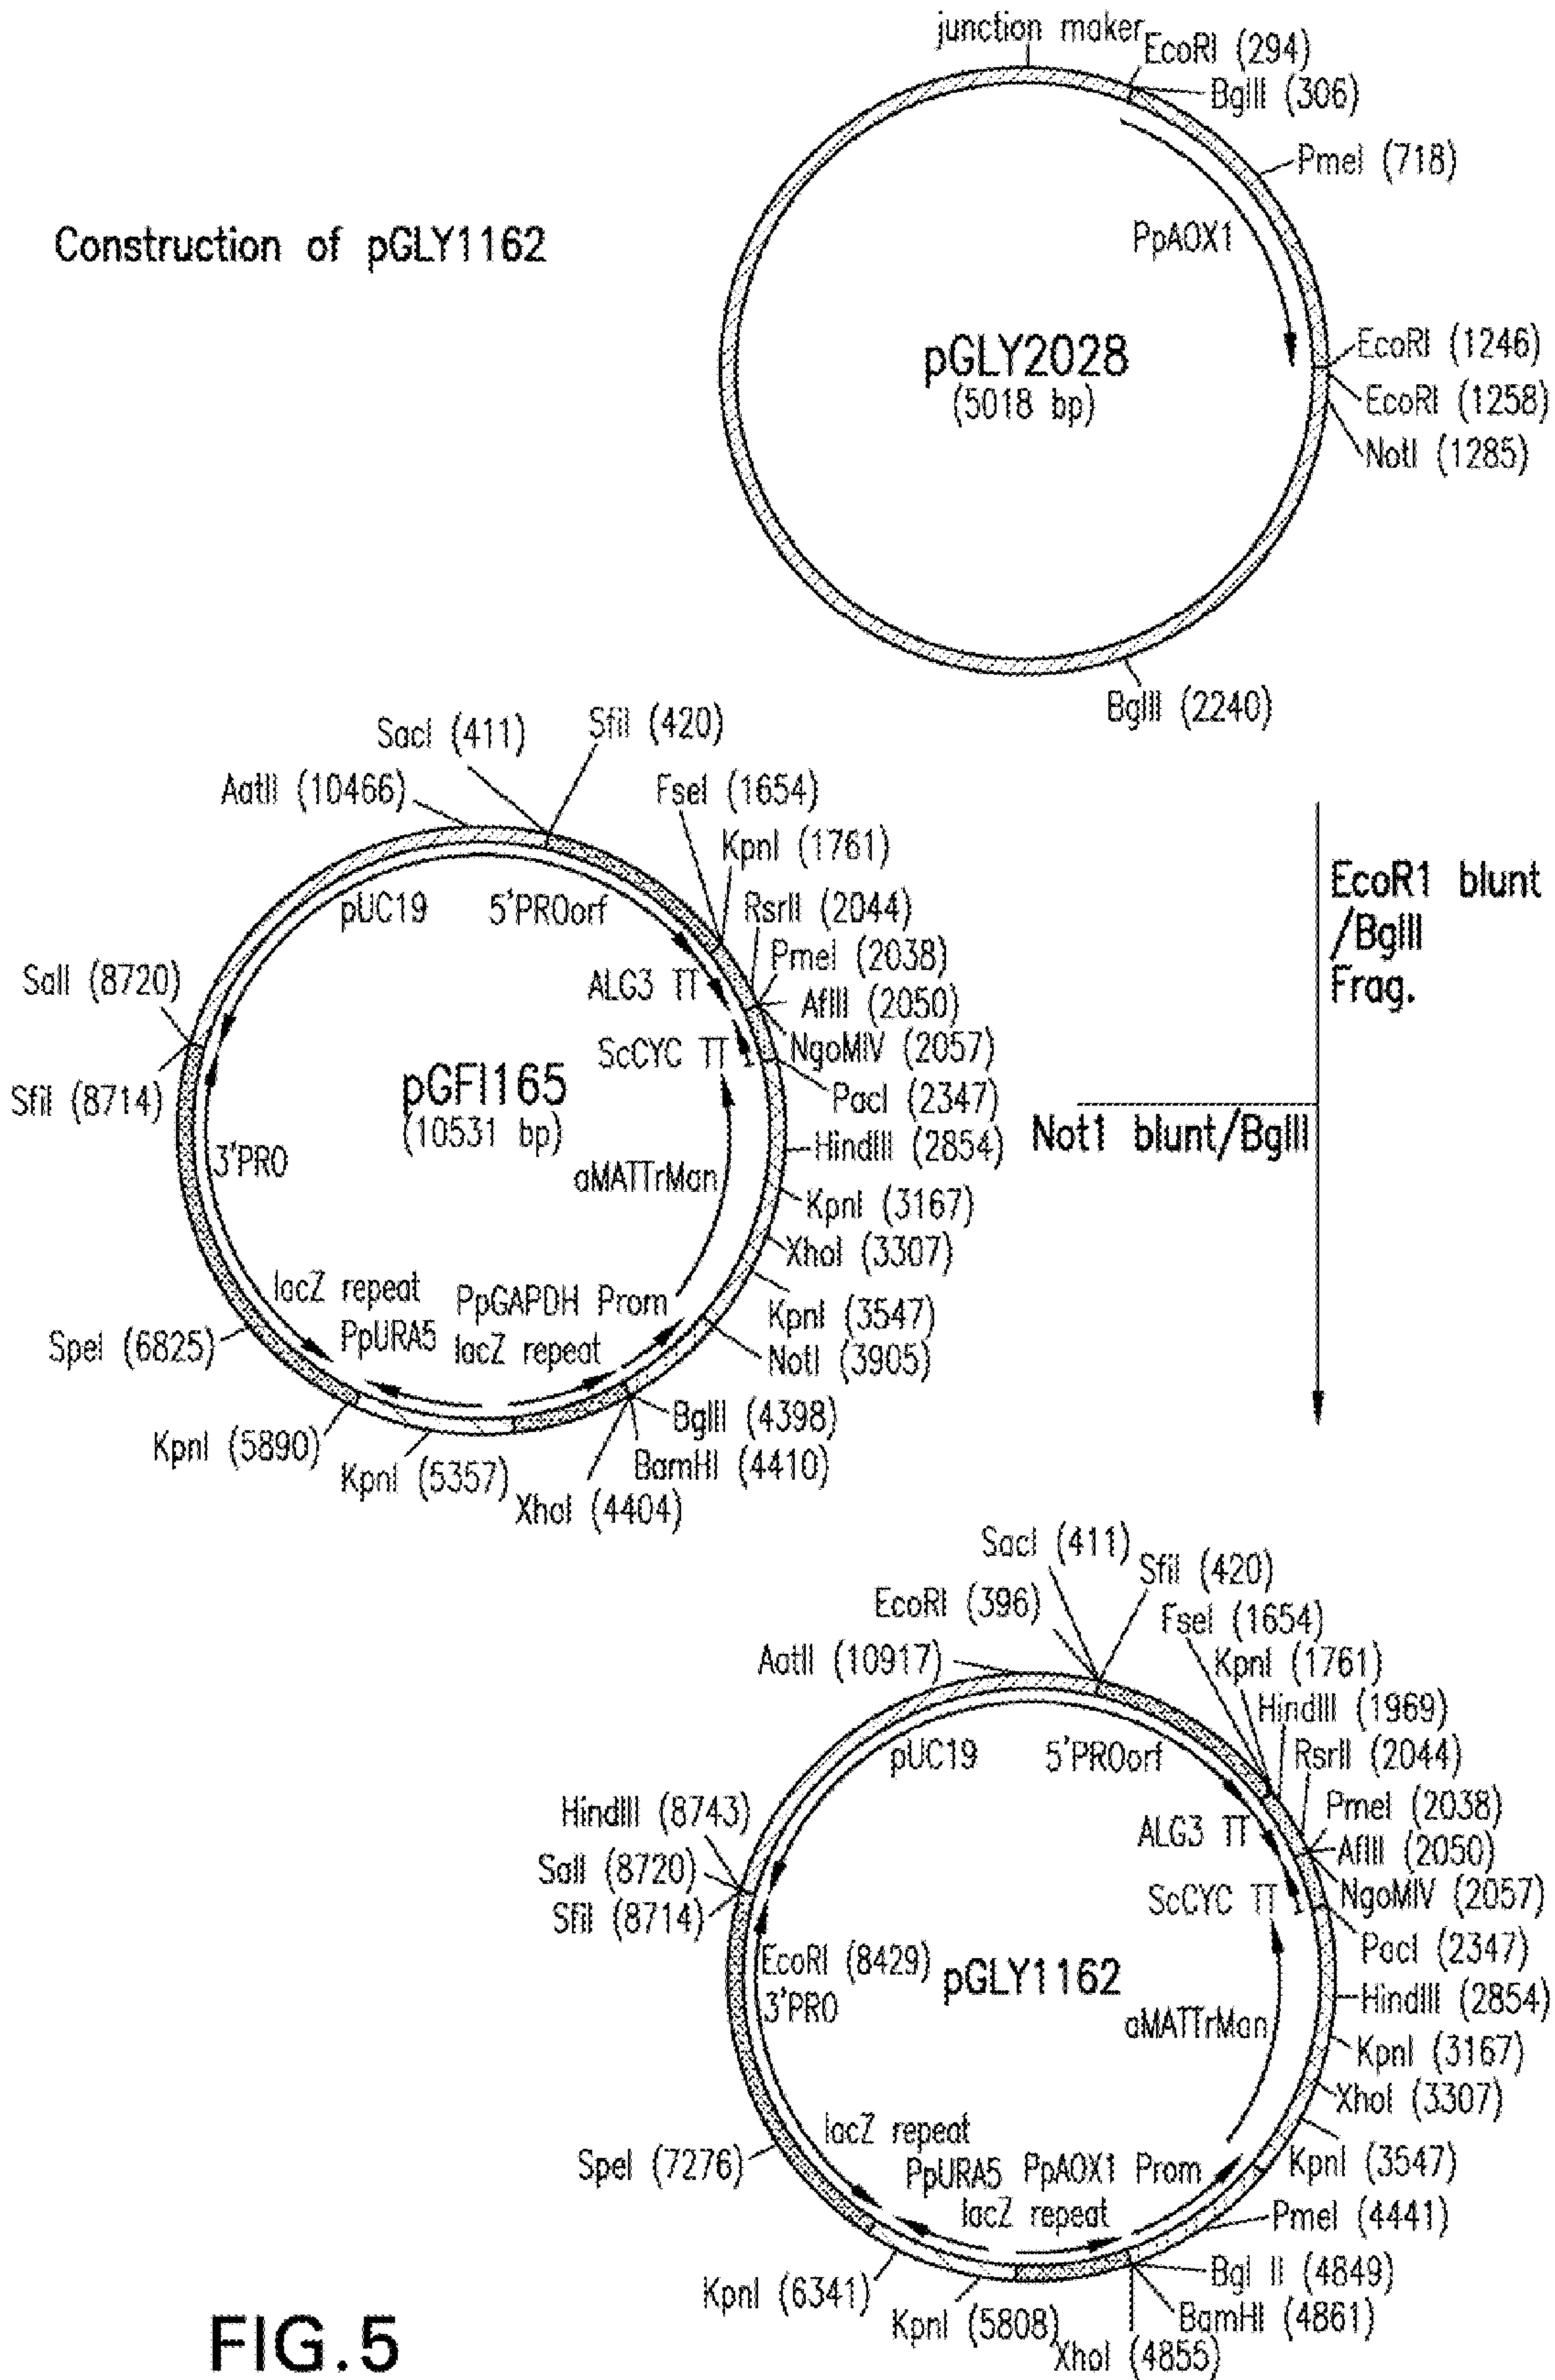 Construction of pGLY1162
junction maker
EcoRI (294)
BglII (306)
PmeI (718)
PpAOX1
pGLY2028
(5018 bp)
EcoRI (1246)
EcoRI (1258)
NotI (1285)
BglII (2240)
SacI (411)
SfiI (420)
AatII (10466)
FseI (1654)
KpnI (1761)
RsrII (2044)
PmeI (2038)
AflII (2050)
NgoMIV (2057)
PacI (2347)
HindIII (2854)
KpnI (3167)
XhoI (3307)
KpnI (3547)
NotI (3905)
BglII (4398)
BamHI (4410)
XhoI (4404)
KpnI (5357)
KpnI (5890)
SpeI (6825)
SfiI (8714)
SalI (8720)
pUC19
5'PROorf
ALG3 TT
ScCYC TT
pGFI165
(10531 bp)
3'PRO
aMATTrMan
lacZ repeat
PpGAPDH Prom
PpURA5
lacZ repeat
EcoR1 blunt
/BglII
Frag.
Not1 blunt/BglII
SacI (411)
SfiI (420)
EcoRI (396)
FseI (1654)
AatII (10917)
KpnI (1761)
HindIII (1969)
RsrII (2044)
PmeI (2038)
AflII (2050)
NgoMIV (2057)
PacI (2347)
HindIII (2854)
KpnI (3167)
XhoI (3307)
KpnI (3547)
PmeI (4441)
Bgl II (4849)
BamHI (4861)
XhoI (4855)
KpnI (5808)
KpnI (6341)
SpeI (7276)
SfiI (8714)
SalI (8720)
HindIII (8743)
pUC19
5'PROorf
ALG3 TT
ScCYC TT
EcoRI (8429)
3'PRO
pGLY1162
aMATTrMan
lacZ repeat
PpURA5
PpAOX1 Prom
lacZ repeat
FIG.5